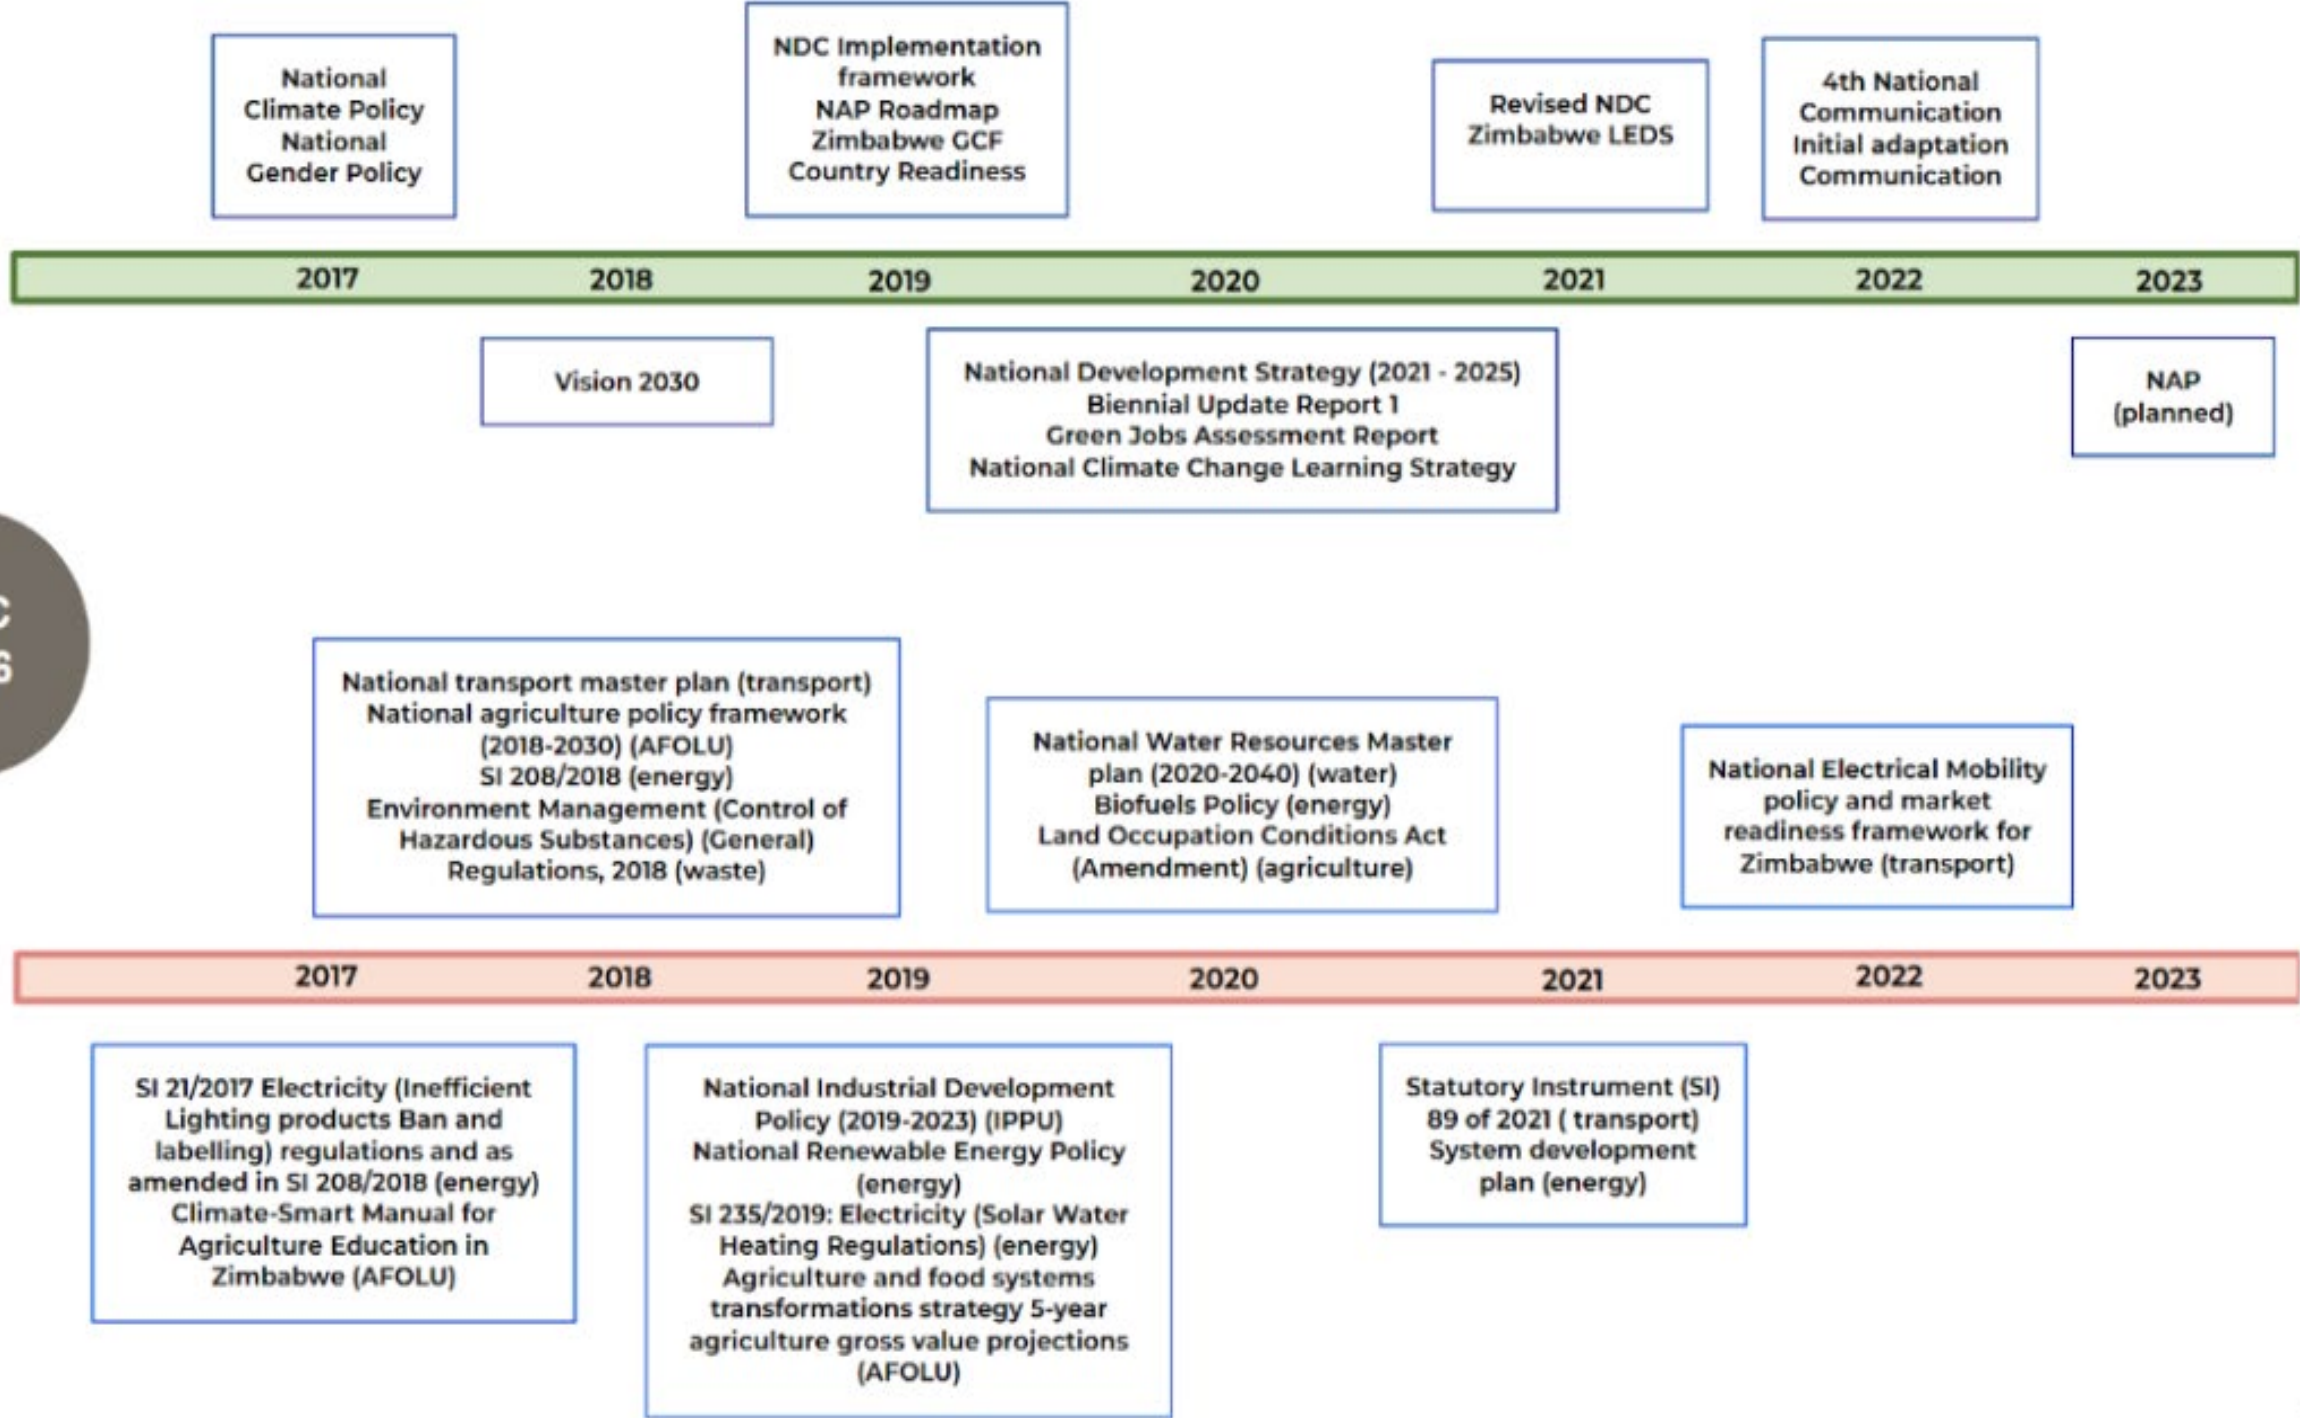 National
Climate Policy
National
Gender Policy
NDC Implementation
framework
NAP Roadmap
Zimbabwe GCF
Country Readiness
Revised NDC
Zimbabwe LEDS
4th National
Communication
Initial adaptation
Communication
2017 2018 2019 2020 2021 2022 2023
Vision 2030
National Development Strategy (2021 - 2025)
Biennial Update Report 1
Green Jobs Assessment Report
National Climate Change Learning Strategy
NAP
(planned)
National transport master plan (transport)
National agriculture policy framework
(2018-2030) (AFOLU)
SI 208/2018 (energy)
Environment Management (Control of
Hazardous Substances) (General)
Regulations, 2018 (waste)
National Water Resources Master
plan (2020-2040) (water)
Biofuels Policy (energy)
Land Occupation Conditions Act
(Amendment) (agriculture)
National Electrical Mobility
policy and market
readiness framework for
Zimbabwe (transport)
2017 2018 2019 2020 2021 2022 2023
SI 21/2017 Electricity (Inefficient
Lighting products Ban and
labelling) regulations and as
amended in SI 208/2018 (energy)
Climate-Smart Manual for
Agriculture Education in
Zimbabwe (AFOLU)
National Industrial Development
Policy (2019-2023) (IPPU)
National Renewable Energy Policy
(energy)
SI 235/2019: Electricity (Solar Water
Heating Regulations) (energy)
Agriculture and food systems
transformations strategy 5-year
agriculture gross value projections
(AFOLU)
Statutory Instrument (SI)
89 of 2021 ( transport)
System development
plan (energy)